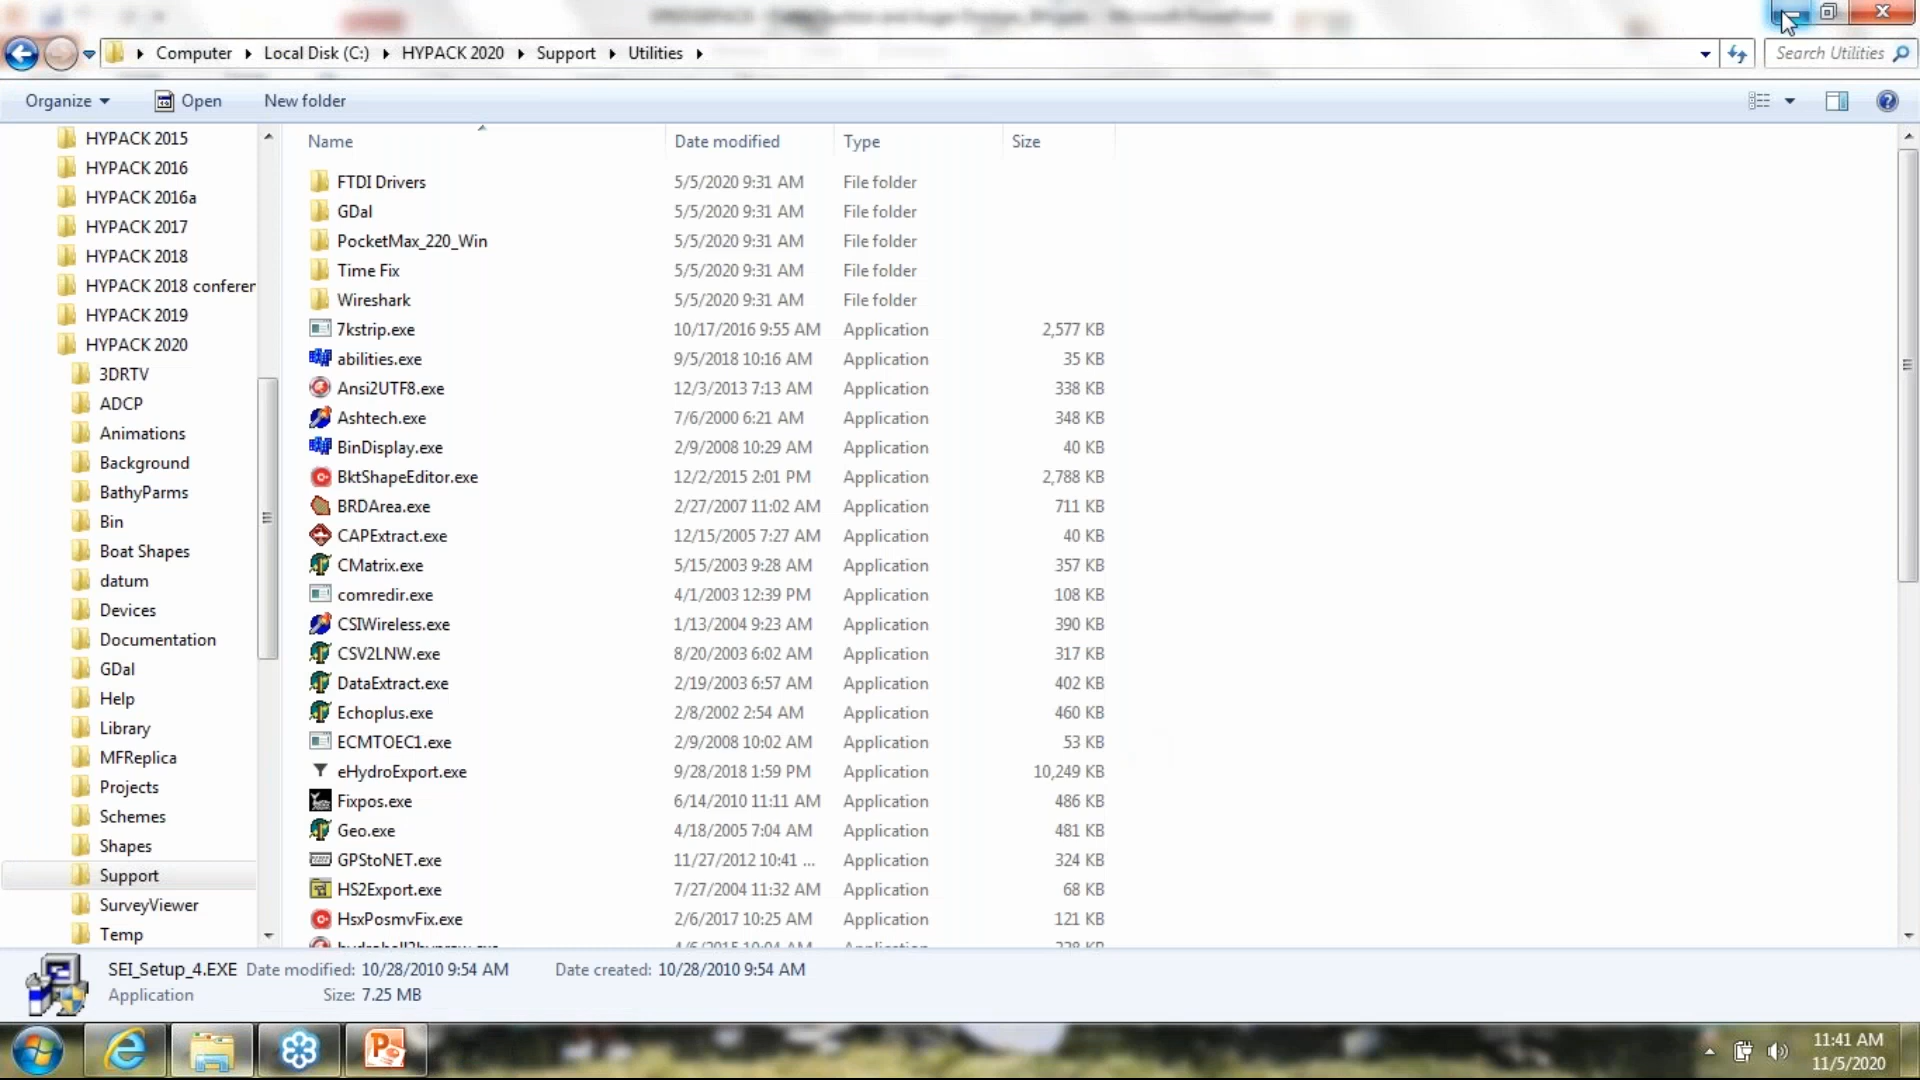 Computer Local Disk (C:) HYPACK 2020 Support Utilities Search Utilities
Organize Open New folder
HYPACK 2015
HYPACK 2016
HYPACK 2016a
HYPACK 2017
HYPACK 2018
HYPACK 2018 conferer
HYPACK 2019
HYPACK 2020
3DRTV
ADCP
Animations
Background
BathyParms
Bin
Boat Shapes
datum
Devices
Documentation
GDal
Help
Library
MFReplica
Projects
Schemes
Shapes
Support
SurveyViewer
Temp
Name Date modified Type Size
FTDI Drivers 5/5/2020 9:31 AM File folder
GDal 5/5/2020 9:31 AM File folder
PocketMax_220_Win 5/5/2020 9:31 AM File folder
Time Fix 5/5/2020 9:31 AM File folder
Wireshark 5/5/2020 9:31 AM File folder
7kstrip.exe 10/17/2016 9:55 AM Application 2,577 KB
abilities.exe 9/5/2018 10:16 AM Application 35 KB
Ansi2UTF8.exe 12/3/2013 7:13 AM Application 338 KB
Ashtech.exe 7/6/2000 6:21 AM Application 348 KB
BinDisplay.exe 2/9/2008 10:29 AM Application 40 KB
BktShapeEditor.exe 12/2/2015 2:01 PM Application 2,788 KB
BRDArea.exe 2/27/2007 11:02 AM Application 711 KB
CAPExtract.exe 12/15/2005 7:27 AM Application 40 KB
CMatrix.exe 5/15/2003 9:28 AM Application 357 KB
comredir.exe 4/1/2003 12:39 PM Application 108 KB
CSIWireless.exe 1/13/2004 9:23 AM Application 390 KB
CSV2LNW.exe 8/20/2003 6:02 AM Application 317 KB
DataExtract.exe 2/19/2003 6:57 AM Application 402 KB
Echoplus.exe 2/8/2002 2:54 AM Application 460 KB
ECMTOEC1.exe 2/9/2008 10:02 AM Application 53 KB
eHydroExport.exe 9/28/2018 1:59 PM Application 10,249 KB
Fixpos.exe 6/14/2010 11:11 AM Application 486 KB
Geo.exe 4/18/2005 7:04 AM Application 481 KB
GPStoNET.exe 11/27/2012 10:41 ... Application 324 KB
HS2Export.exe 7/27/2004 11:32 AM Application 68 KB
HsxPosmvFix.exe 2/6/2017 10:25 AM Application 121 KB
SEI_Setup_4.EXE Date modified: 10/28/2010 9:54 AM Date created: 10/28/2010 9:54 AM
Application Size: 7.25 MB
11:41 AM
11/5/2020